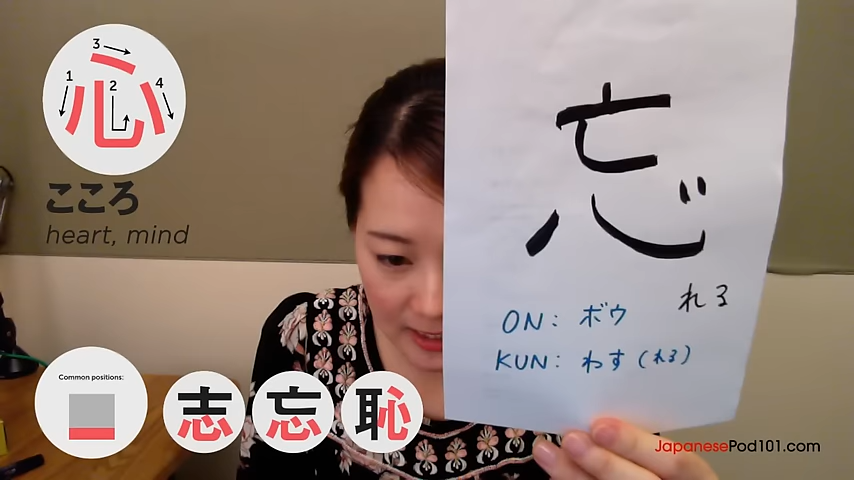 3
1
2
4
心
こころ
heart, mind
Common positions:
志 忘 恥
忘
れる
ON: ボウ
KUN: わす(れる)
JapanesePod101.com